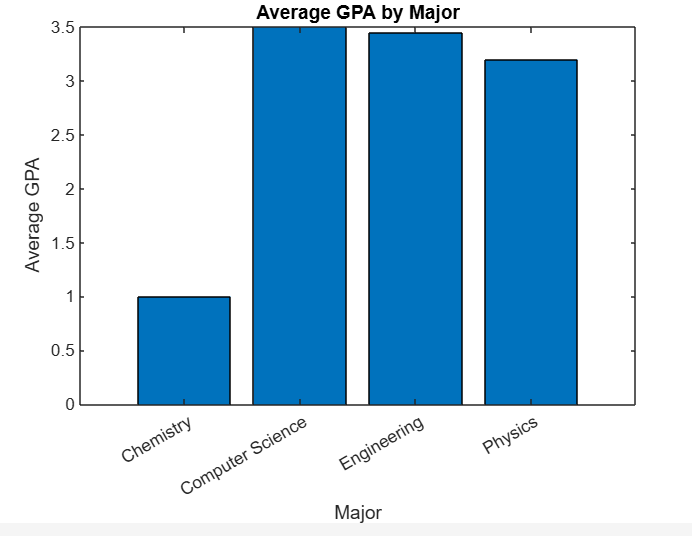 Average GPA by Major
3.5
3
2.5
2
1.5
1
0.5
0
Average GPA
Chemistry
Computer Science
Engineering
Physics
Major